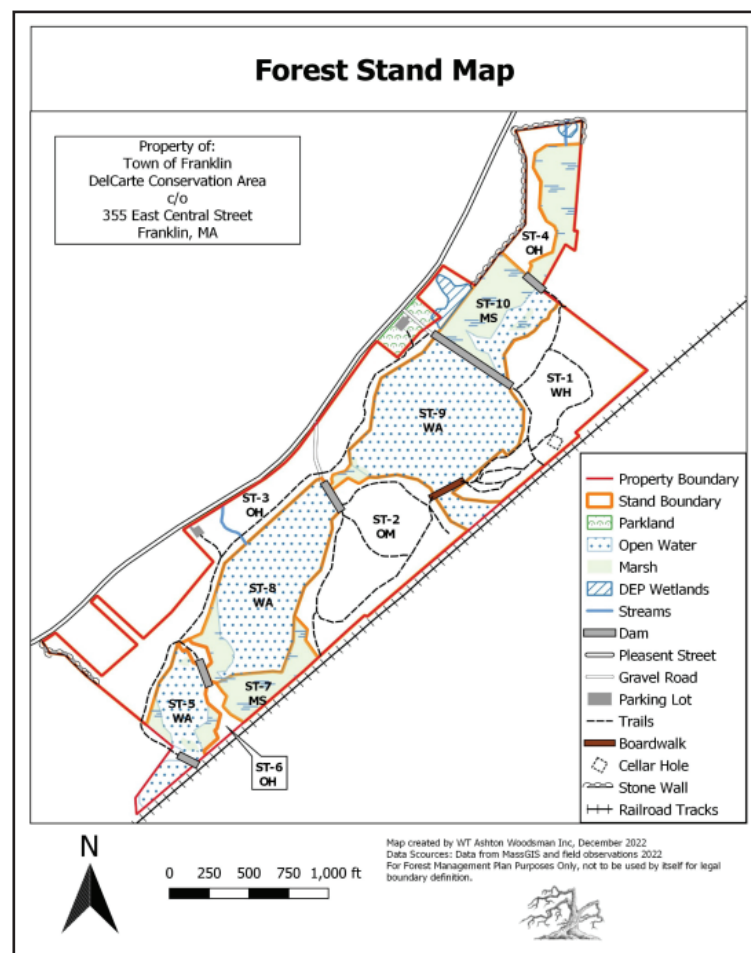 Forest Stand Map
Property of:
Town of Franklin
DelCarte Conservation Area
c/o
355 East Central Street
Franklin, MA
ST-4
OH
ST-10
MS
ST-1
WH
ST-9
WA
ST-3
OH
ST-2
OM
ST-8
WA
ST-7
MS
ST-5
WA
ST-6
OH
Property Boundary
Stand Boundary
Parkland
Open Water
Marsh
DEP Wetlands
Streams
Dam
Pleasent Street
Gravel Road
Parking Lot
Trails
Boardwalk
Cellar Hole
Stone Wall
Railroad Tracks
N
0 250 500 750 1,000 ft
Map created by WT Ashton Woodsman Inc, December 2022
Data Scources: Data from MassGIS and field observations 2022
For Forest Management Plan Purposes Only, not to be used by itself for legal
boundary definition.